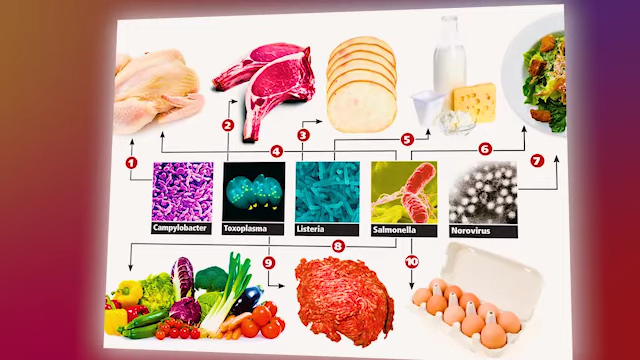 1
2
3
4
5
6
7
Campylobacter
Toxoplasma
Listeria
Salmonella
Norovirus
8
9
10